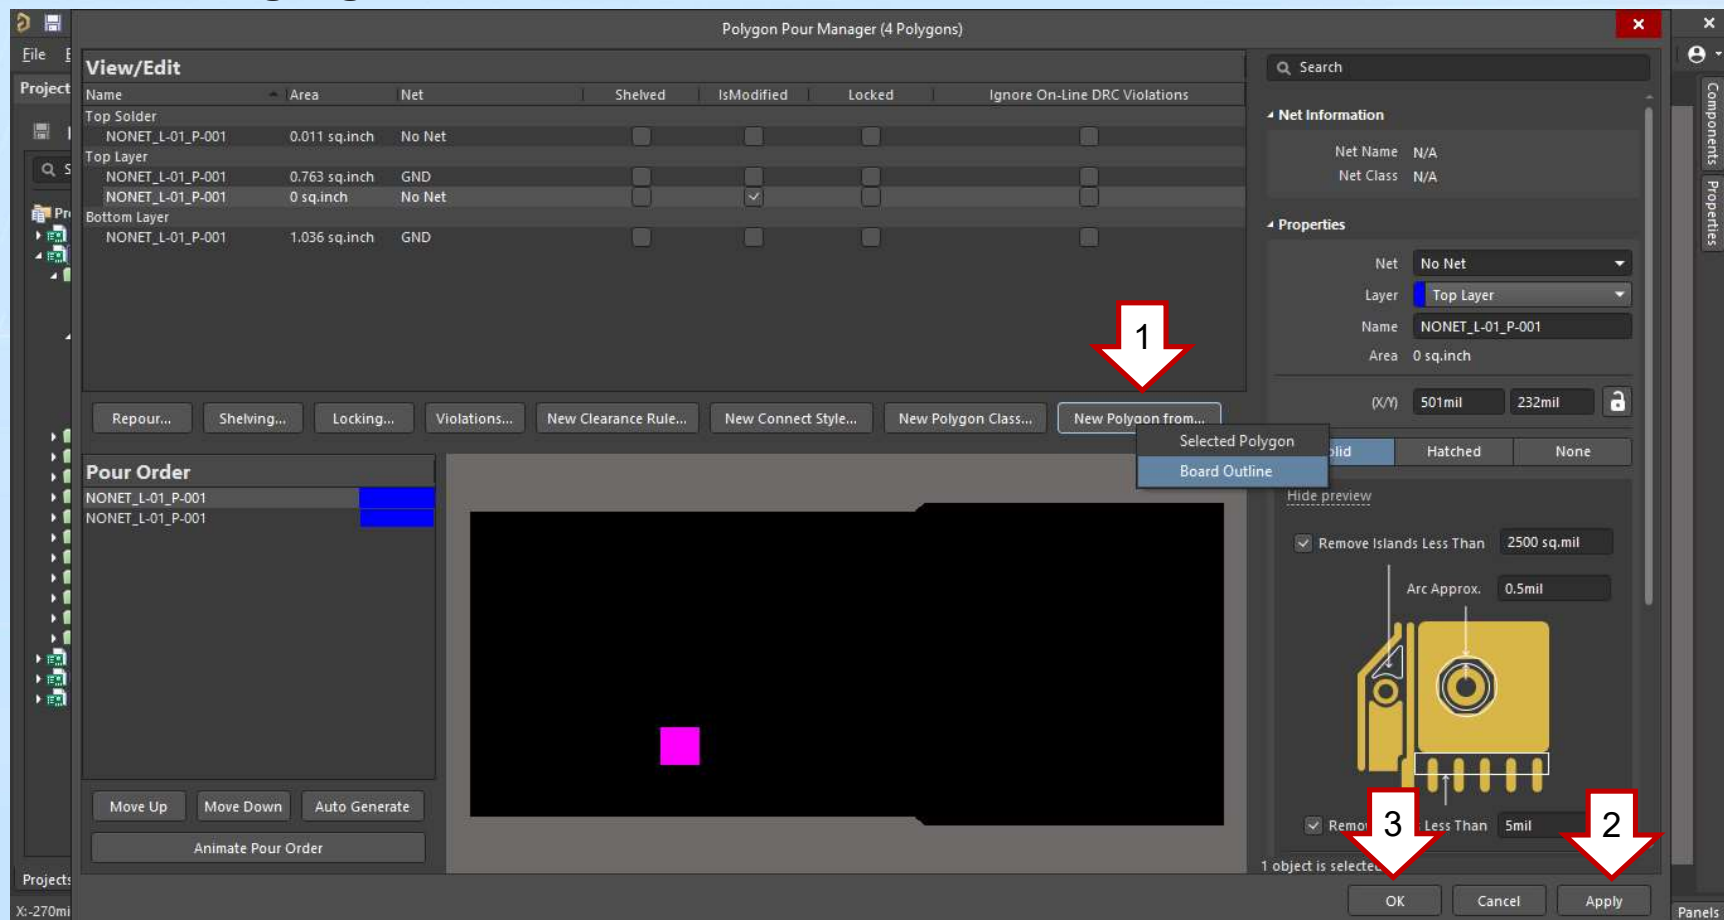 Polygon Pour Manager (4 Polygons)
File
Project
View/Edit
Search
Name Area Net Shelved IsModified Locked Ignore On-Line DRC Violations
Top Solder
NONET_L-01_P-001 0.011 sq.inch No Net
Top Layer
NONET_L-01_P-001 0.763 sq.inch GND
NONET_L-01_P-001 0 sq.inch No Net
Bottom Layer
NONET_L-01_P-001 1.036 sq.inch GND
Net Information
Net Name N/A
Net Class N/A
Properties
Net No Net
Layer Top Layer
Name NONET_L-01_P-001
Area 0 sq.inch
(X/Y) 501mil 232mil
1
Repour... Shelving... Locking... Violations... New Clearance Rule... New Connect Style... New Polygon Class... New Polygon from...
Selected Polygon
Board Outline
Hatched None
Hide preview
Remove Islands Less Than 2500 sq.mil
Arc Approx. 0.5mil
Less Than 5mil
Pour Order
NONET_L-01_P-001
NONET_L-01_P-001
Move Up Move Down Auto Generate
Animate Pour Order
3
2
1 object is selected
OK Cancel Apply
Components
Properties
Projects
X:-270mi
Panels